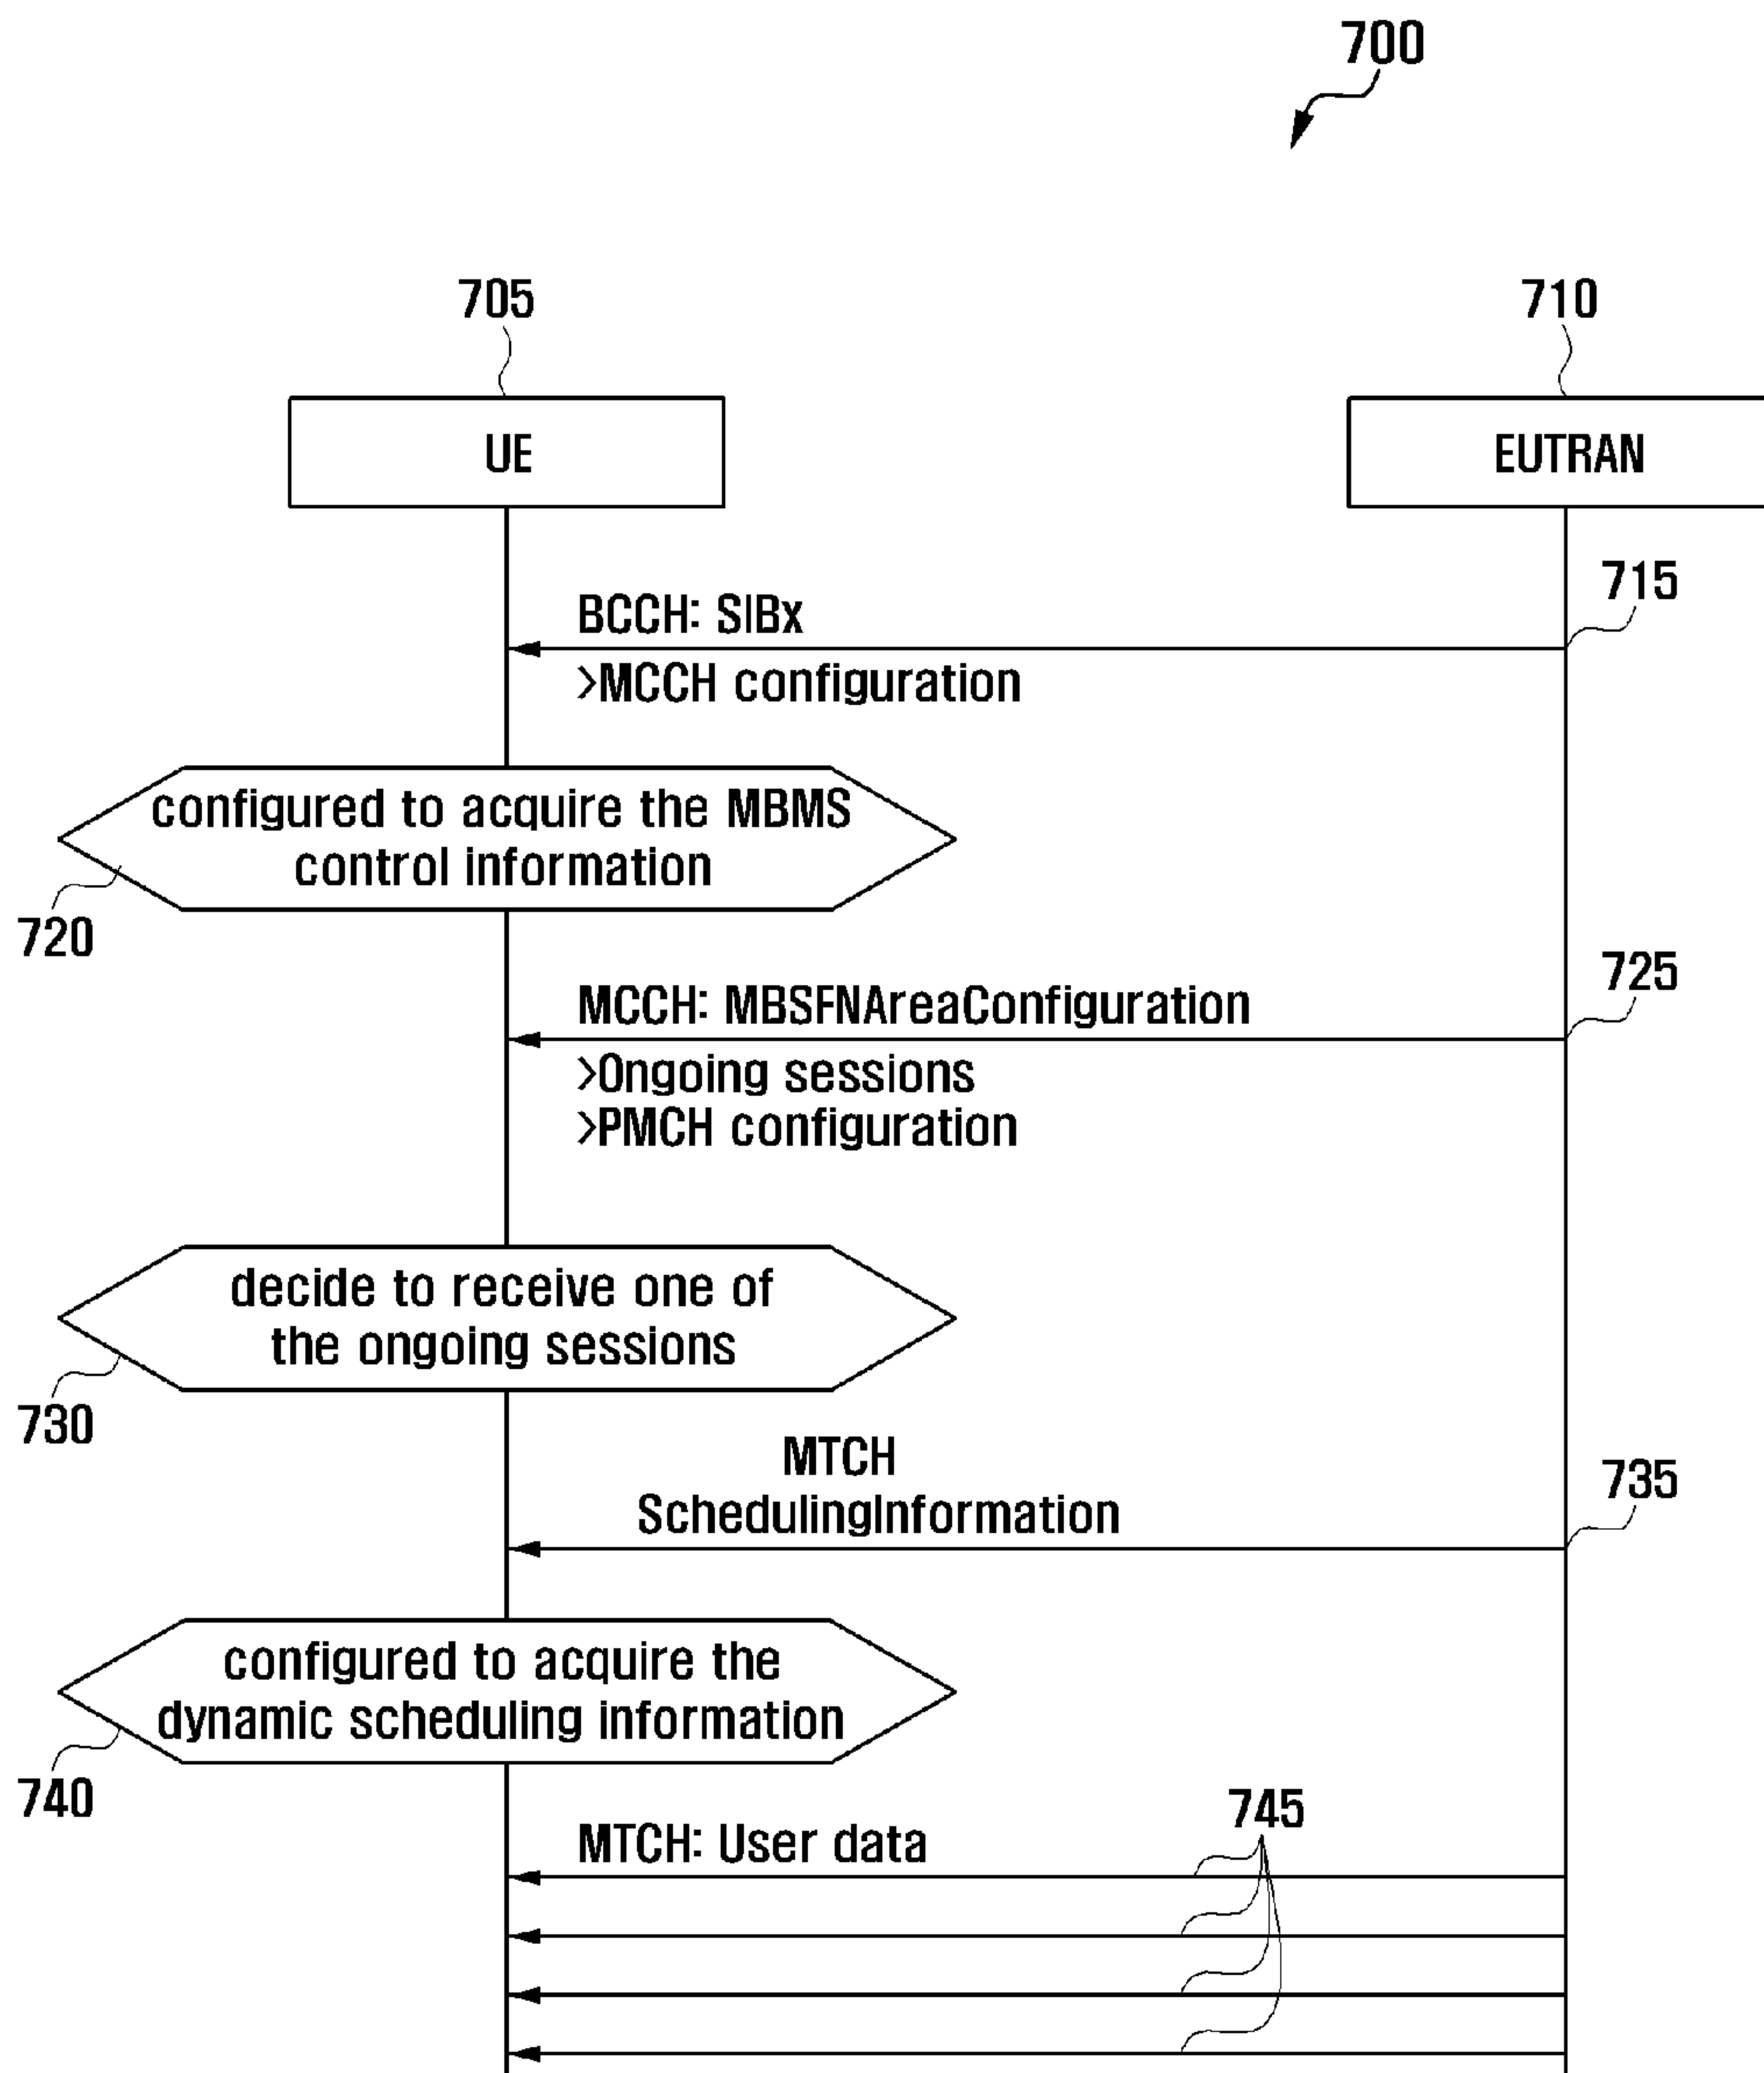 700
705
710
UE
EUTRAN
715
BCCH: SIBx
>MCCH configuration
configured to acquire the MBMS
control information
720
725
MCCH: MBSFNAreaConfiguration
>Ongoing sessions
>PMCH configuration
decide to receive one of
the ongoing sessions
730
MTCH
SchedulingInformation
735
configured to acquire the
dynamic scheduling information
740
745
MTCH: User data